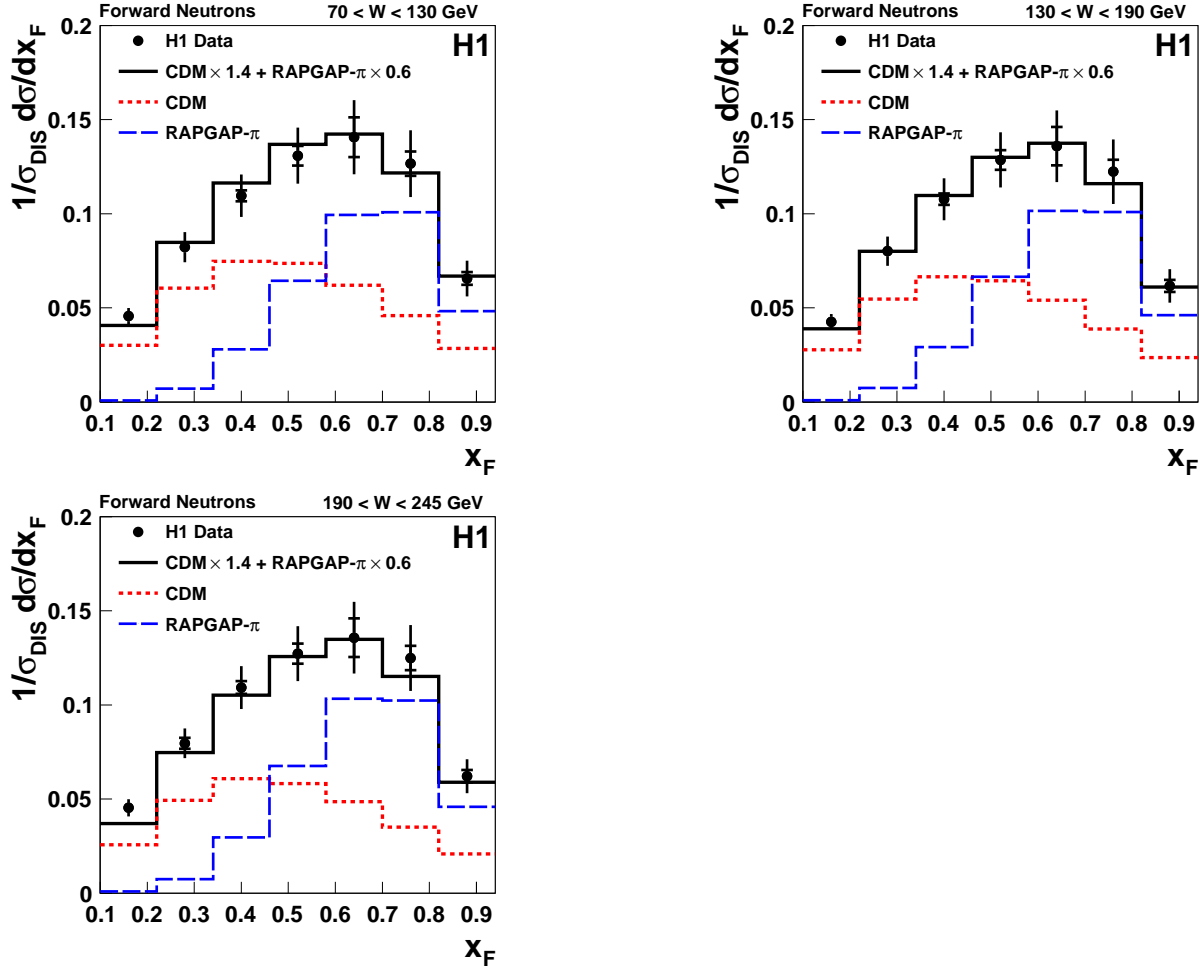 Forward Neutrons 70 < W < 130 GeV
0.2
H1 Data
H1
CDM × 1.4 + RAPGAP-π × 0.6
CDM
RAPGAP-π
0.15
0.1
0.05
0
1/σDIS dσ/dxF
0.1 0.2 0.3 0.4 0.5 0.6 0.7 0.8 0.9
xF
Forward Neutrons 130 < W < 190 GeV
0.2
H1 Data
H1
CDM × 1.4 + RAPGAP-π × 0.6
CDM
RAPGAP-π
0.15
0.1
0.05
0
1/σDIS dσ/dxF
0.1 0.2 0.3 0.4 0.5 0.6 0.7 0.8 0.9
xF
Forward Neutrons 190 < W < 245 GeV
0.2
H1 Data
H1
CDM × 1.4 + RAPGAP-π × 0.6
CDM
RAPGAP-π
0.15
0.1
0.05
0
1/σDIS dσ/dxF
0.1 0.2 0.3 0.4 0.5 0.6 0.7 0.8 0.9
xF